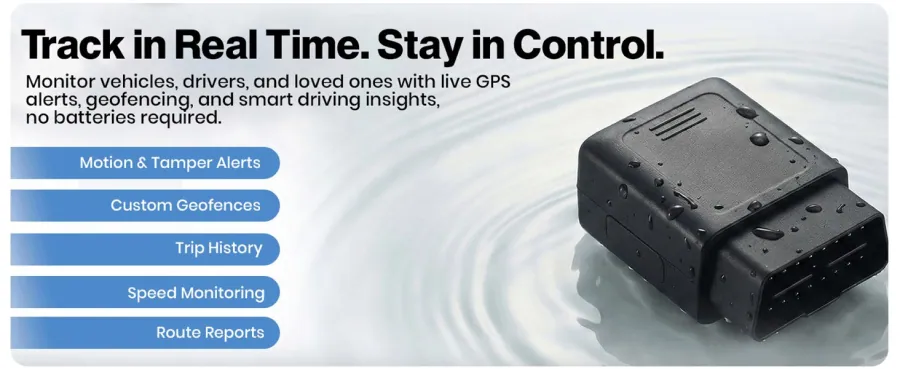 Track in Real Time. Stay in Control.
Monitor vehicles, drivers, and loved ones with live GPS
alerts, geofencing, and smart driving insights,
no batteries required.
Motion & Tamper Alerts
Custom Geofences
Trip History
Speed Monitoring
Route Reports